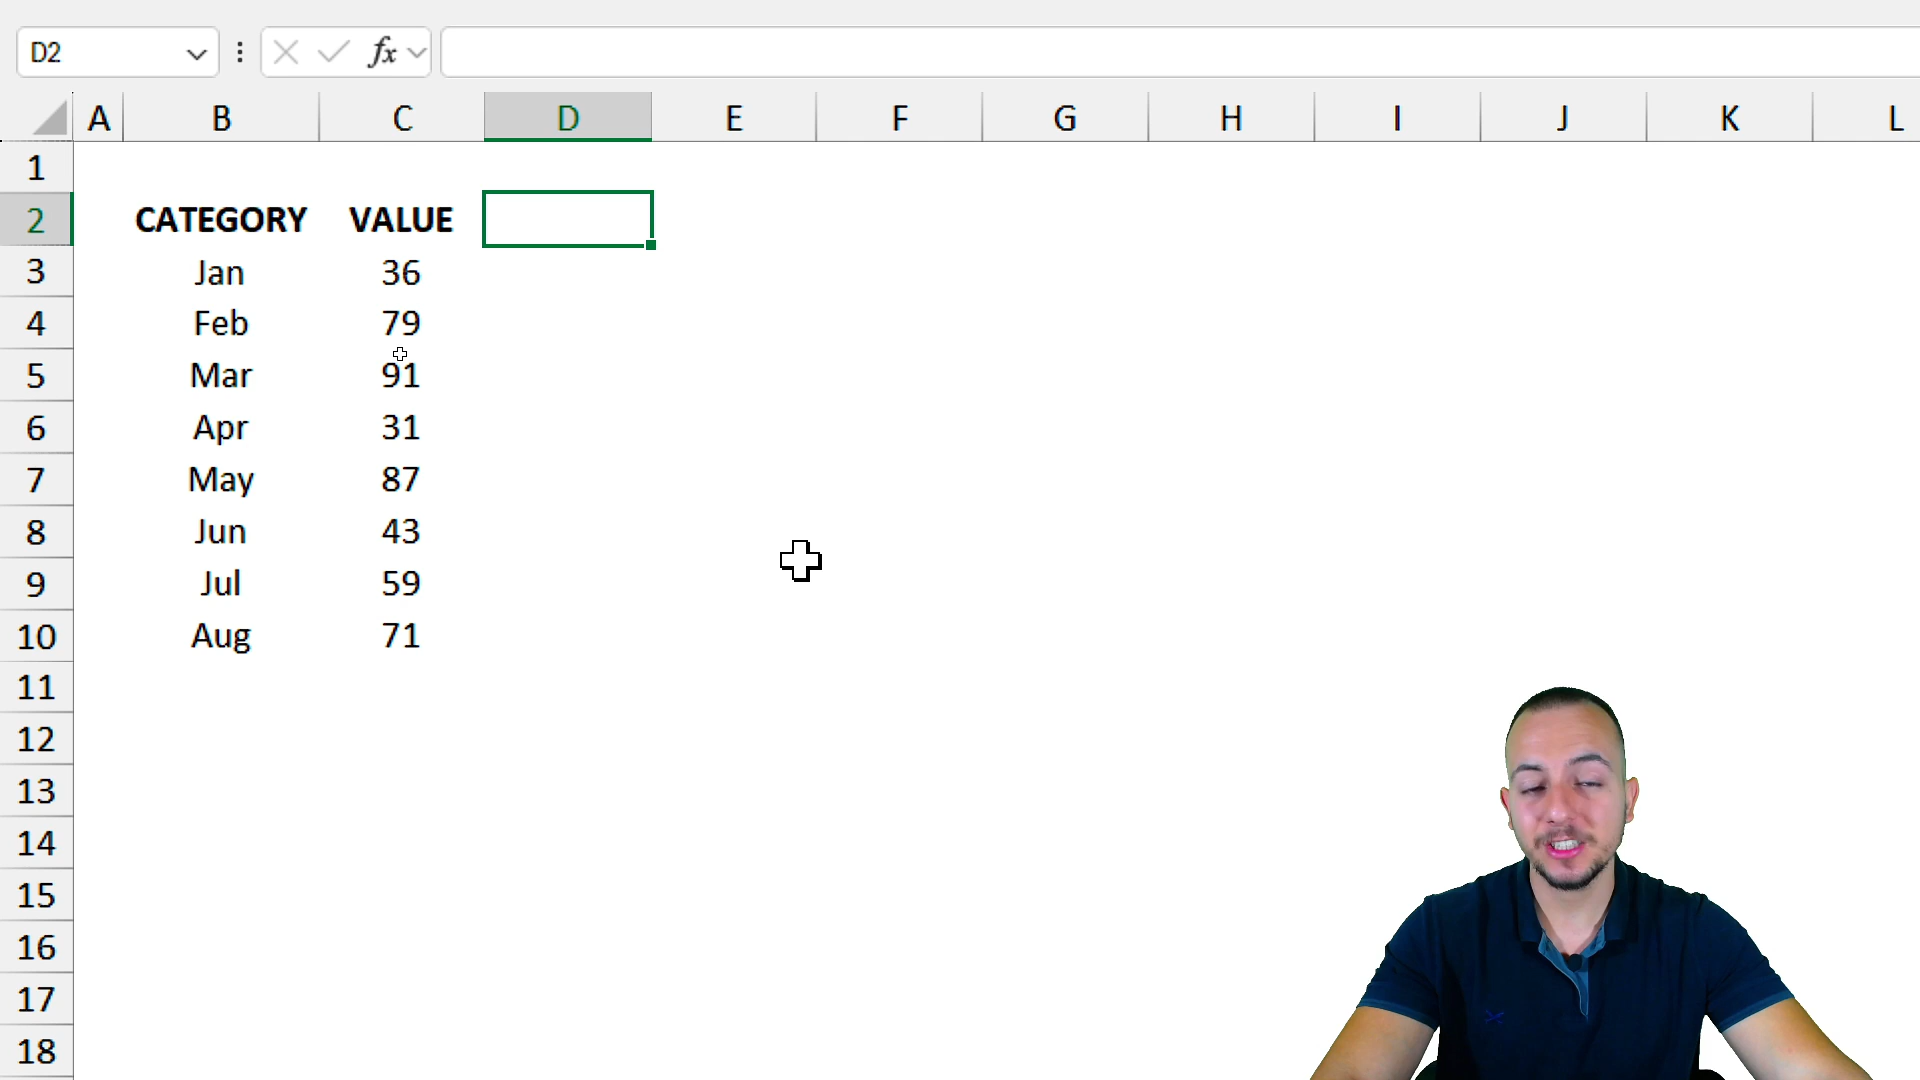 D2
fx
A B C D E F G H I J K L
1
2 CATEGORY VALUE
3 Jan 36
4 Feb 79
5 Mar 91
6 Apr 31
7 May 87
8 Jun 43
9 Jul 59
10 Aug 71
11
12
13
14
15
16
17
18